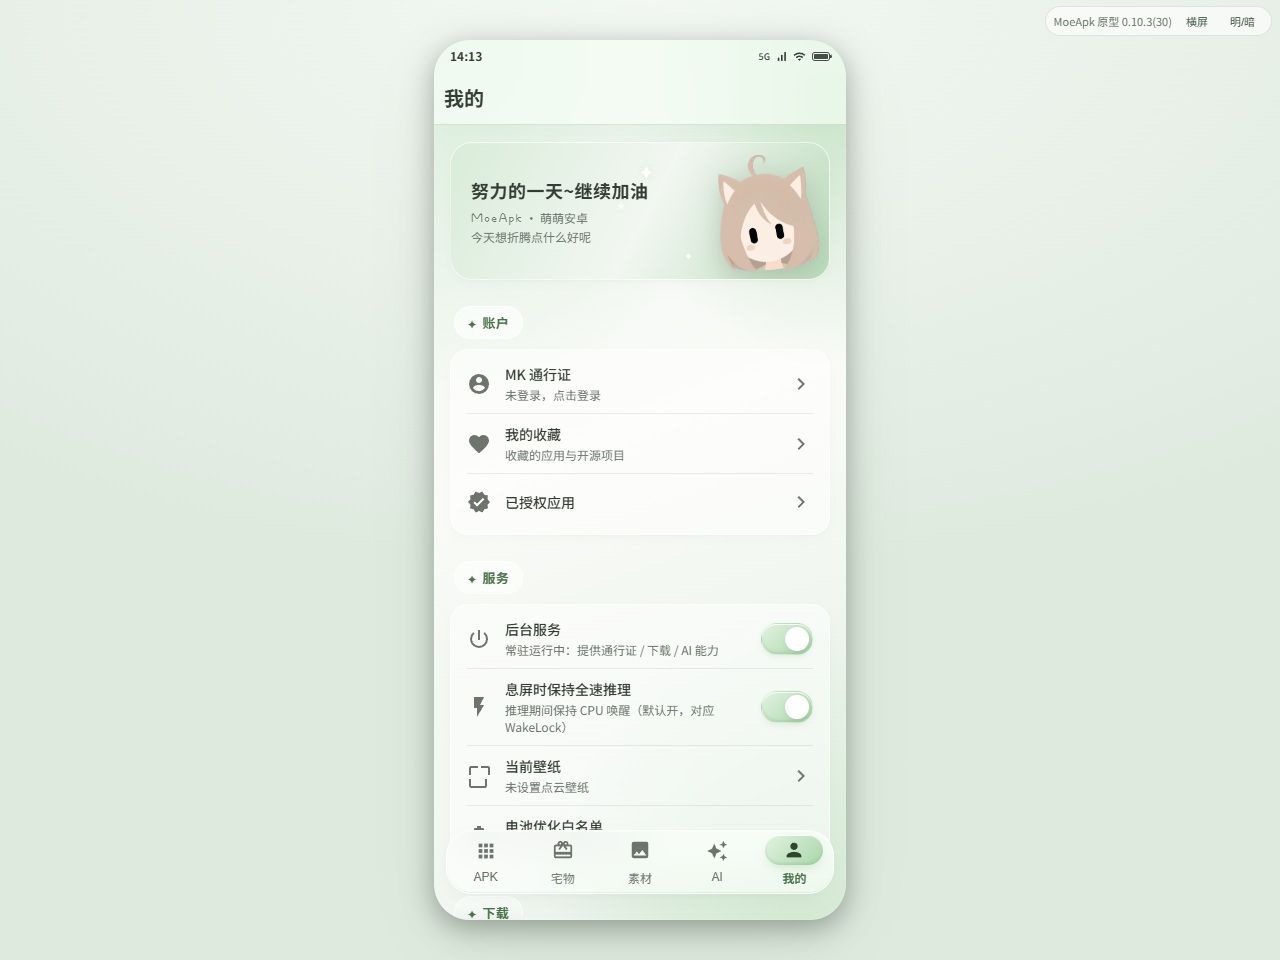 MoeApk 原型 0.10.3(30) 横屏 明/暗
14:13 5G
我的
努力的一天~继续加油
MoeApk · 萌萌安卓
今天想折腾点什么好呢
账户
MK 通行证
未登录，点击登录
我的收藏
收藏的应用与开源项目
已授权应用
服务
后台服务
常驻运行中：提供通行证 / 下载 / AI 能力
息屏时保持全速推理
推理期间保持 CPU 唤醒（默认开，对应
WakeLock）
当前壁纸
未设置点云壁纸
电池优化白名单
APK 宅物 素材 AI 我的
下载